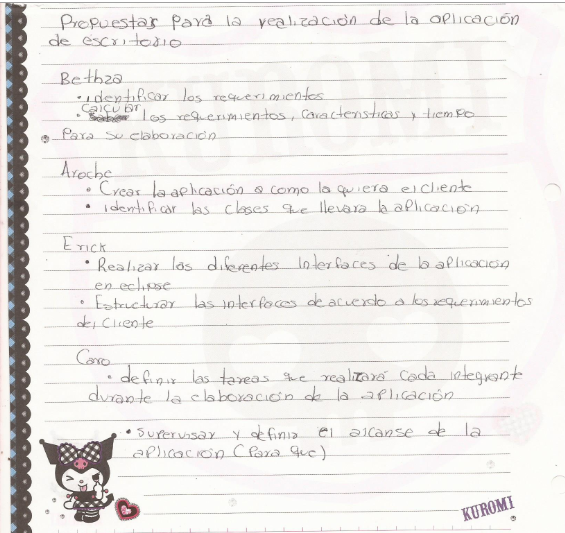 Propuestas para la realización de la aplicación
de escritorio
Bethza
• identificar los requerimientos
• Calcular los requerimientos, características y tiempo
Para su elaboración
Aroche
• Crear la aplicación a como la quiera el cliente
• identificar las clases que llevara la aplicación
Erick
• Realizar las diferentes interfaces de la aplicación
en eclipse
• Estructurar las interfaces de acuerdo a los requerimientos
del cliente
Caro
• definir las tareas que realizará cada integrante
durante la elaboración de la aplicación
• Supervisar y definir el alcanse de la
aplicación (Para que)
KUROMI
KUROMI